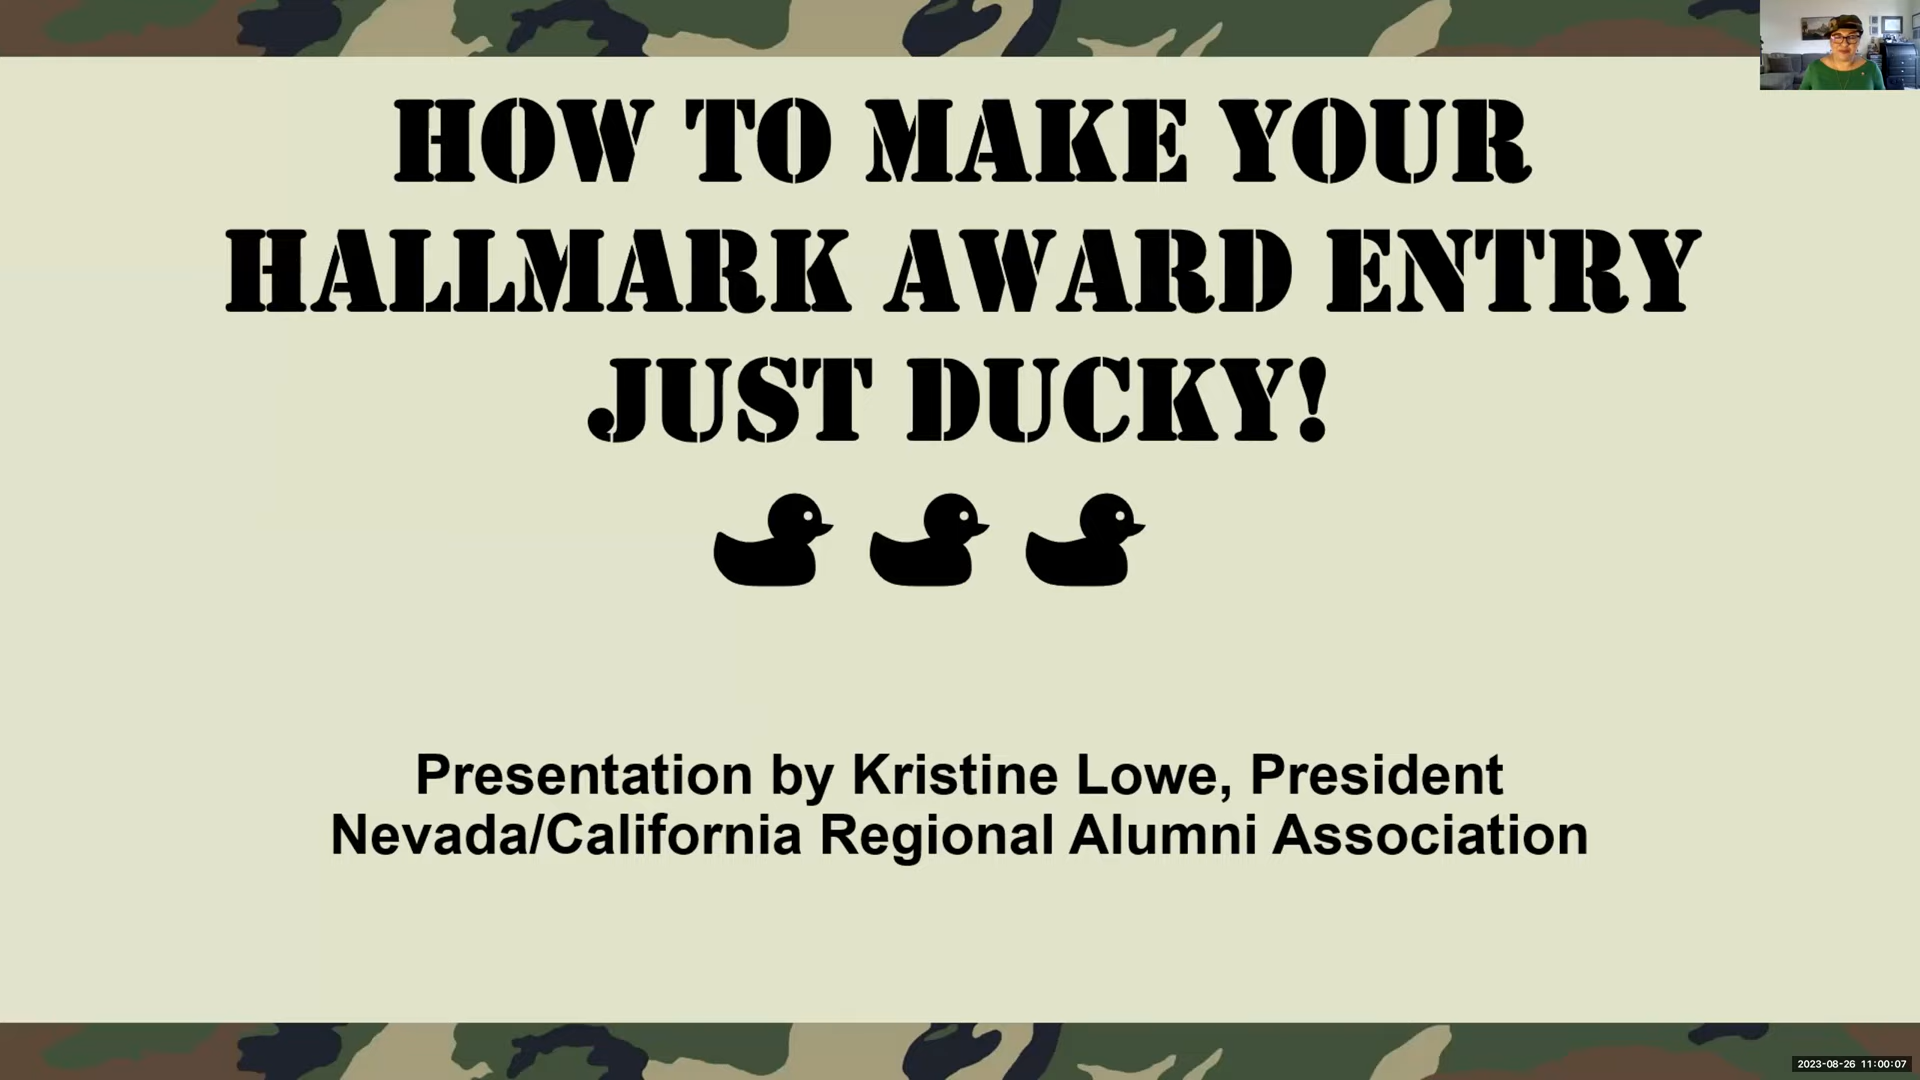 HOW TO MAKE YOUR
HALLMARK AWARD ENTRY
JUST DUCKY!
Presentation by Kristine Lowe, President
Nevada/California Regional Alumni Association
2023-08-26 11:00:07